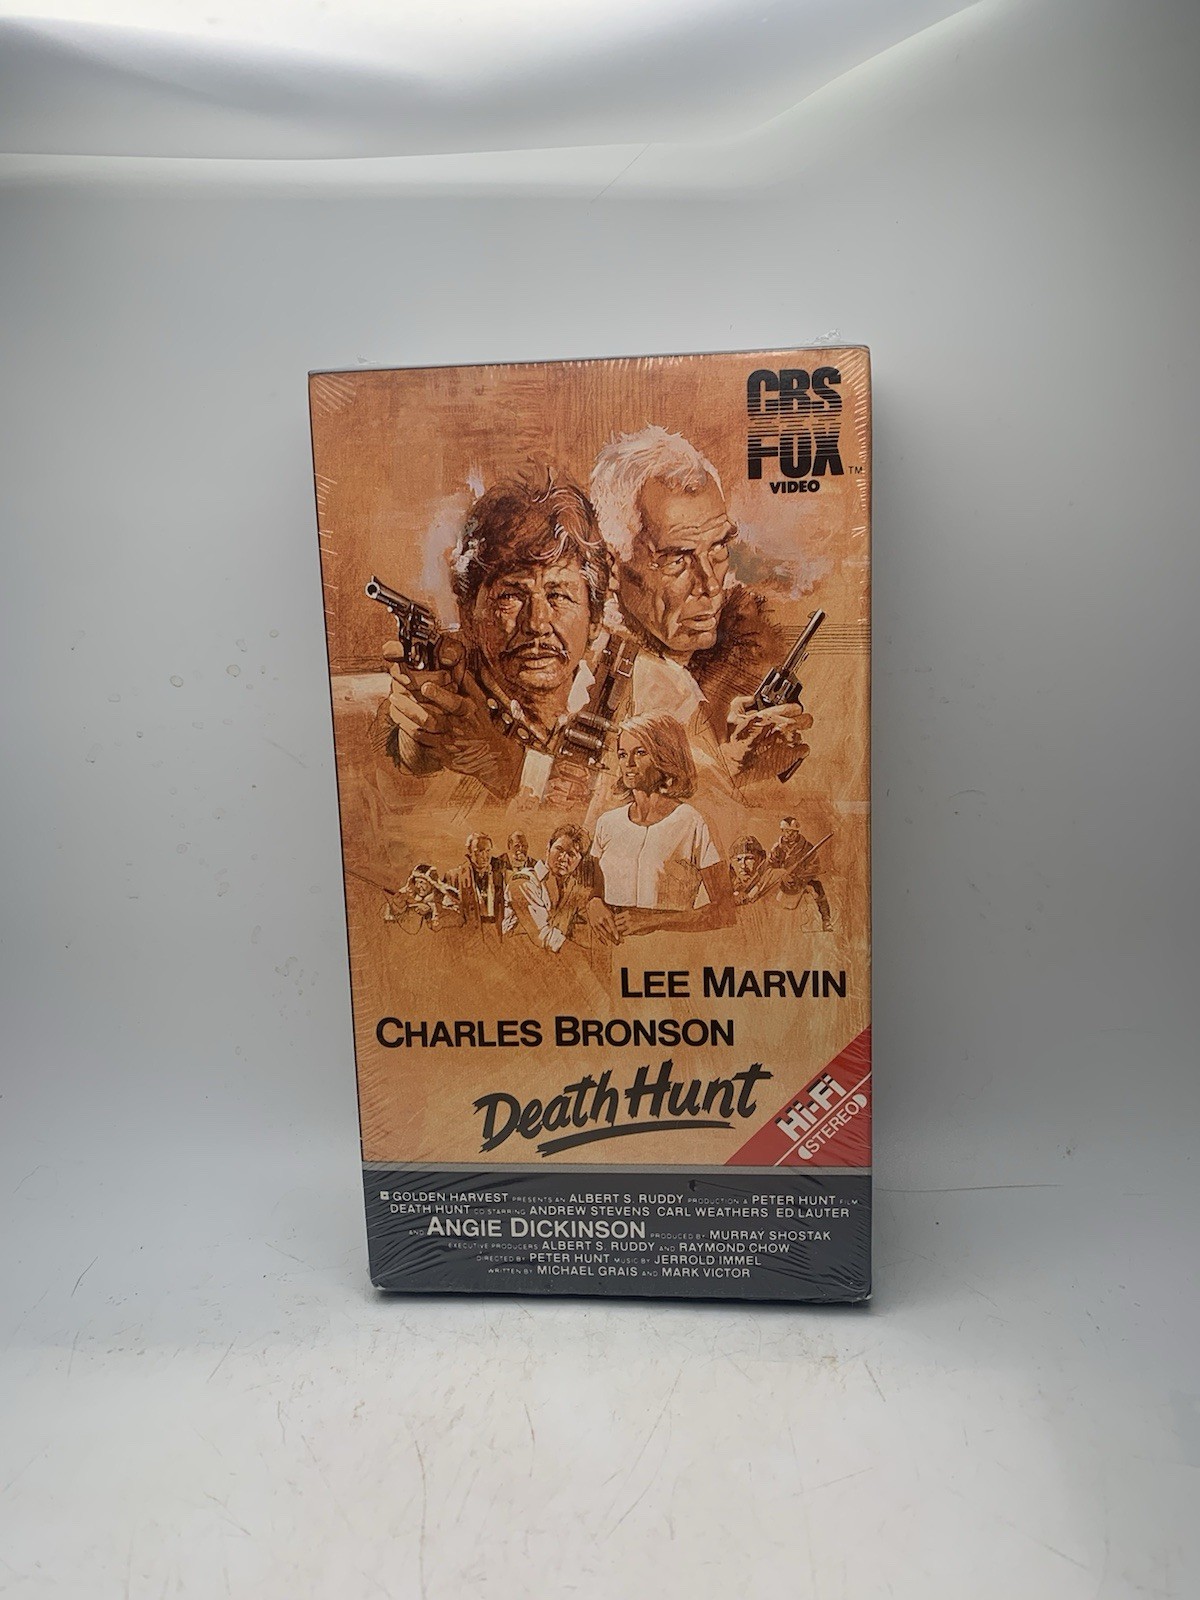 CBS
FOX
TM
VIDEO
LEE MARVIN
CHARLES BRONSON
Death Hunt
Hi-Fi
STEREO
GOLDEN HARVEST PRESENTS AN ALBERT S. RUDDY PRODUCTION A PETER HUNT FILM
DEATH HUNT CO STARRING ANDREW STEVENS CARL WEATHERS ED LAUTER
AND ANGIE DICKINSON PRODUCED BY MURRAY SHOSTAK
EXECUTIVE PRODUCERS ALBERT S. RUDDY AND RAYMOND CHOW
DIRECTED BY PETER HUNT MUSIC BY JERROLD IMMEL
WRITTEN BY MICHAEL GRAIS AND MARK VICTOR